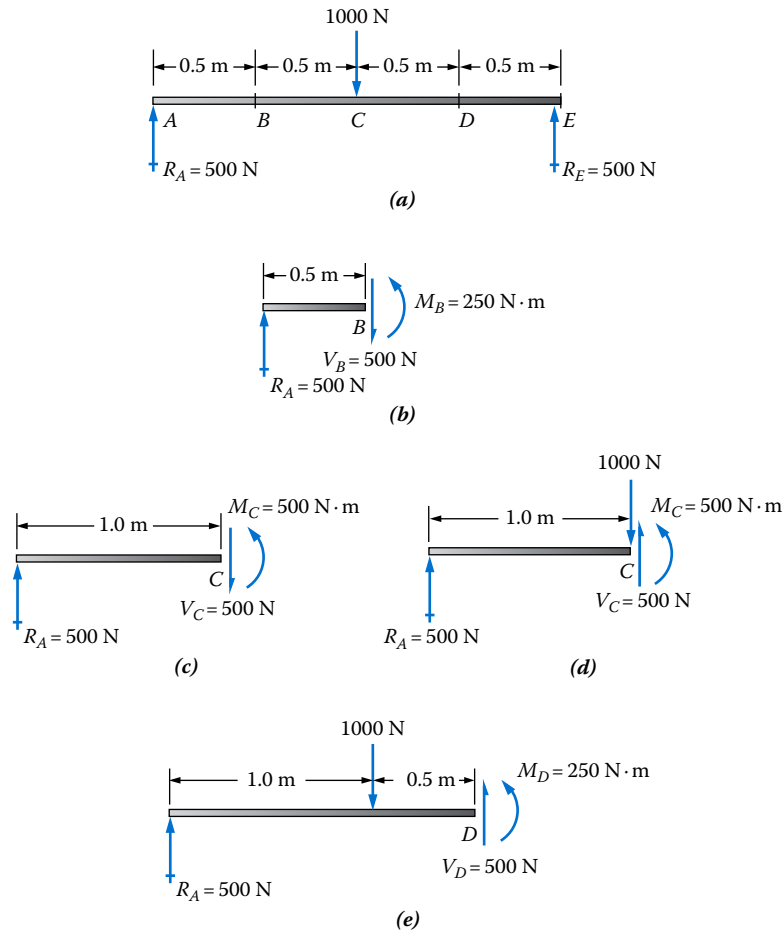 1000 N
0.5 m 0.5 m 0.5 m 0.5 m
A B C D E
R_A = 500 N R_E = 500 N
(a)
0.5 m
M_B = 250 N · m
B
V_B = 500 N
R_A = 500 N
(b)
1.0 m
M_C = 500 N · m
C
V_C = 500 N
R_A = 500 N
(c)
1000 N
1.0 m
M_C = 500 N · m
C
V_C = 500 N
R_A = 500 N
(d)
1000 N
1.0 m 0.5 m
M_D = 250 N · m
D
V_D = 500 N
R_A = 500 N
(e)